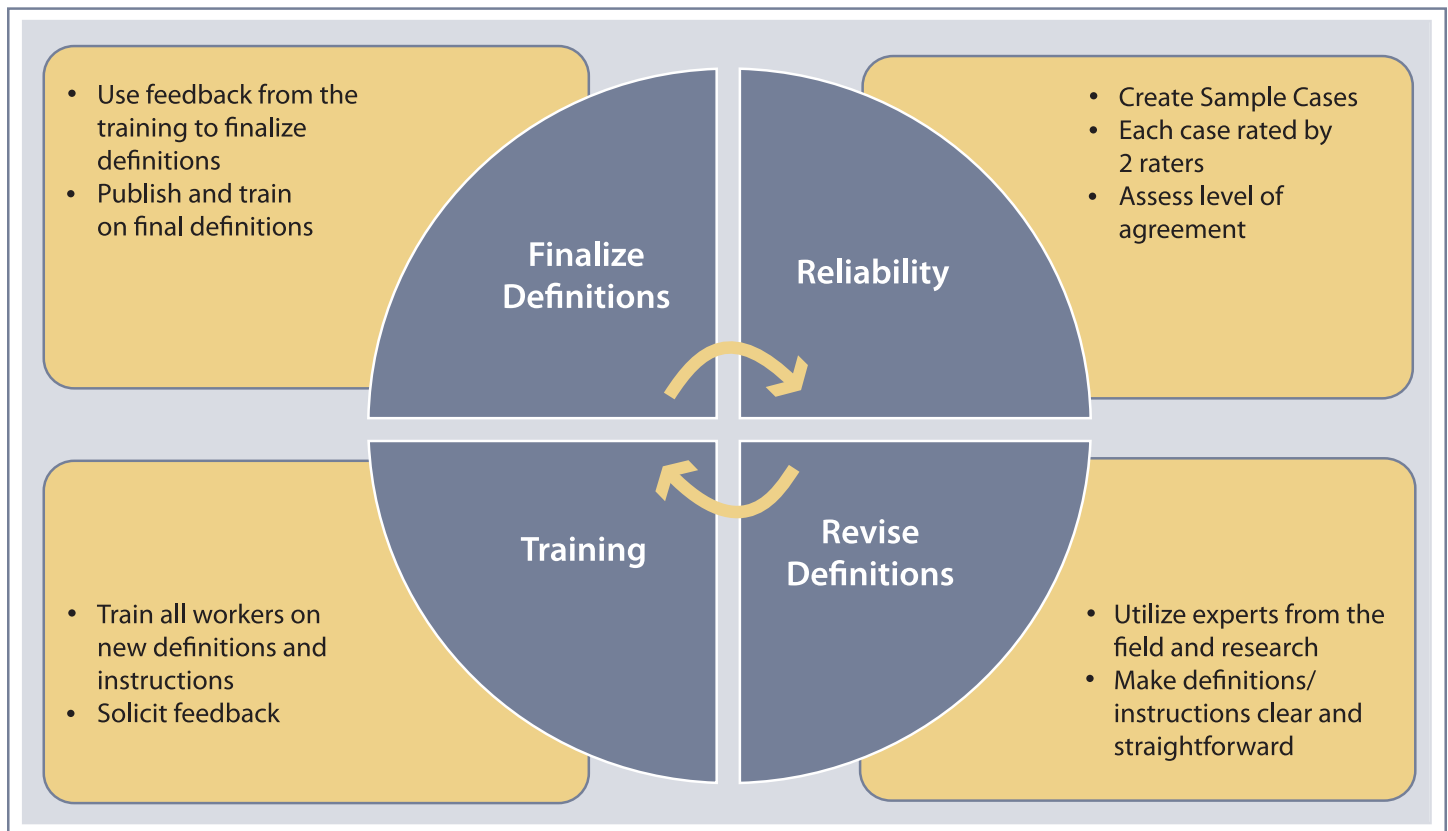 • Use feedback from the
training to finalize
definitions
• Publish and train
on final definitions
Finalize
Definitions
Reliability
• Create Sample Cases
• Each case rated by
2 raters
• Assess level of
agreement
Training
• Train all workers on
new definitions and
instructions
• Solicit feedback
Revise
Definitions
• Utilize experts from the
field and research
• Make definitions/
instructions clear and
straightforward